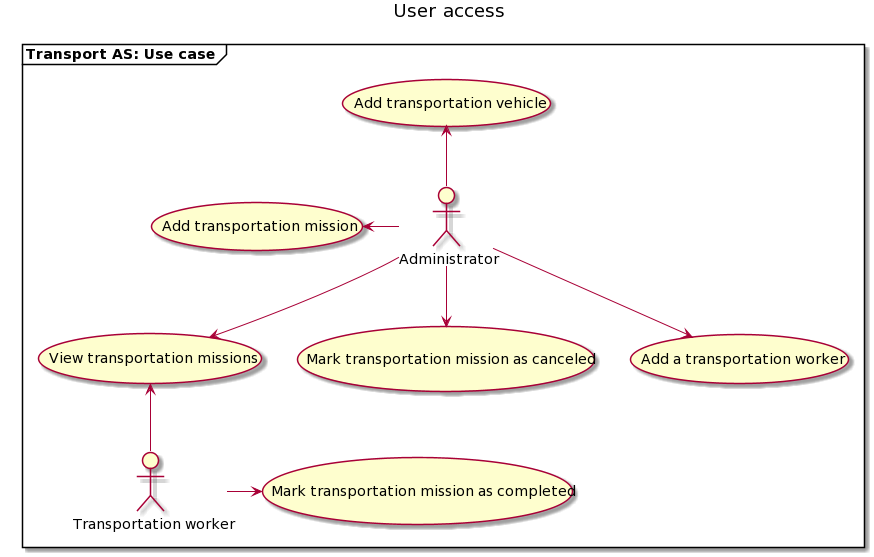 User access
Transport AS: Use case
Add transportation vehicle
Add transportation mission
Administrator
View transportation missions
Mark transportation mission as canceled
Add a transportation worker
Mark transportation mission as completed
Transportation worker